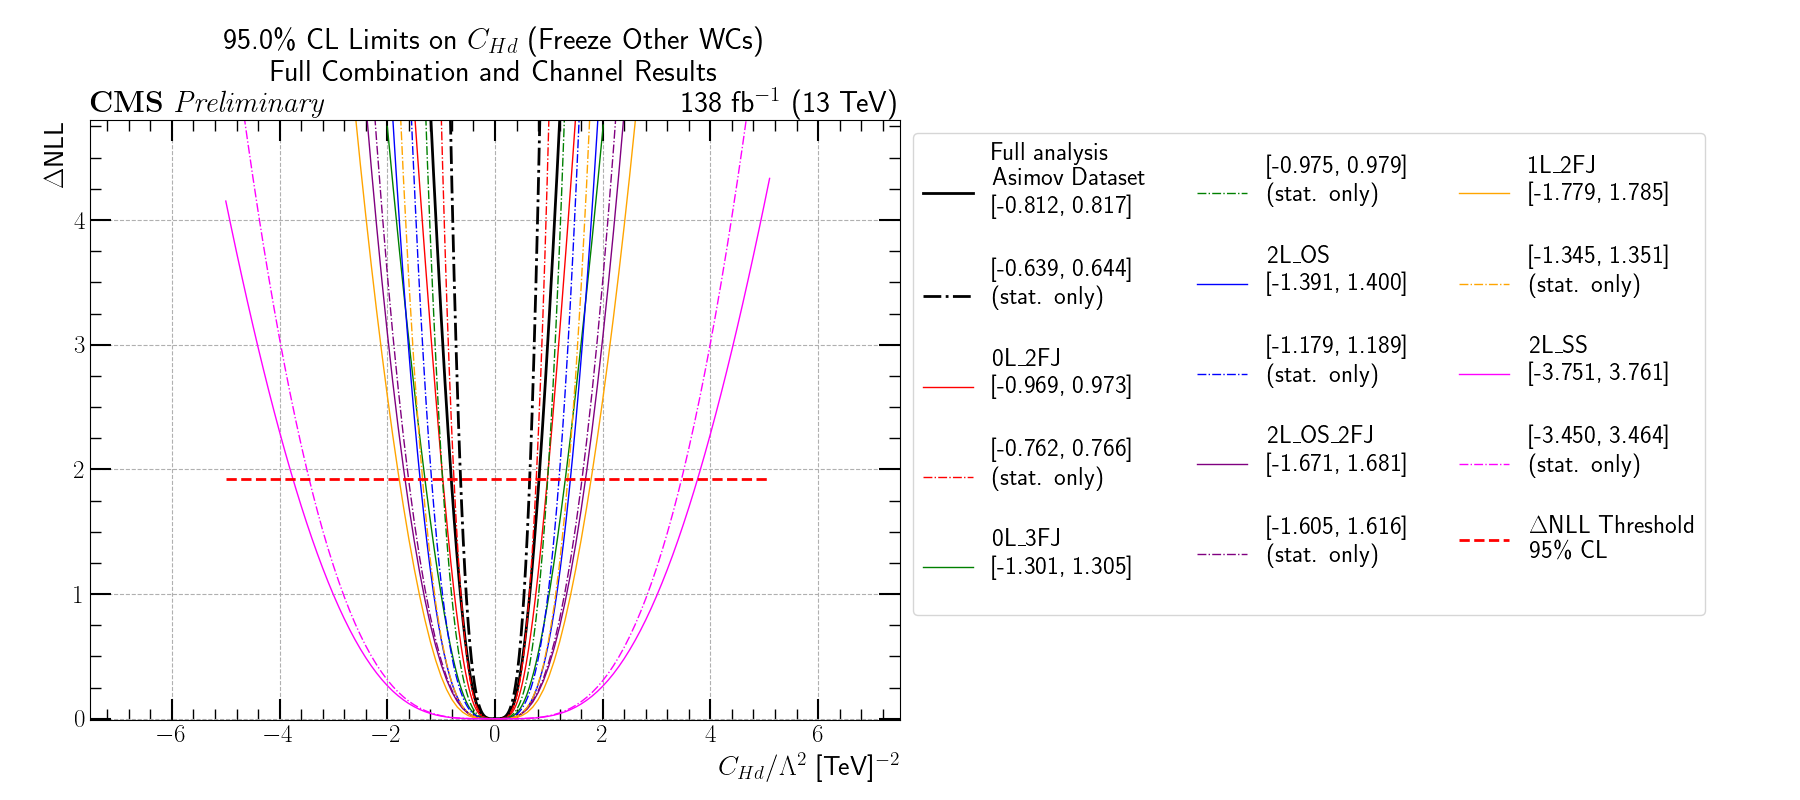 95.0% CL Limits on C_{Hd} (Freeze Other WCs)
Full Combination and Channel Results
CMS Preliminary
138 fb⁻¹ (13 TeV)
ΔNLL
4
3
2
1
0
−6
−4
−2
0
2
4
6
C_{Hd}/Λ² [TeV]⁻²
Full analysis
Asimov Dataset
[-0.812, 0.817]
[-0.639, 0.644]
(stat. only)
0L_2FJ
[-0.969, 0.973]
[-0.762, 0.766]
(stat. only)
0L_3FJ
[-1.301, 1.305]
[-0.975, 0.979]
(stat. only)
2L_OS
[-1.391, 1.400]
[-1.179, 1.189]
(stat. only)
2L_OS_2FJ
[-1.671, 1.681]
[-1.605, 1.616]
(stat. only)
1L_2FJ
[-1.779, 1.785]
[-1.345, 1.351]
(stat. only)
2L_SS
[-3.751, 3.761]
[-3.450, 3.464]
(stat. only)
ΔNLL Threshold
95% CL